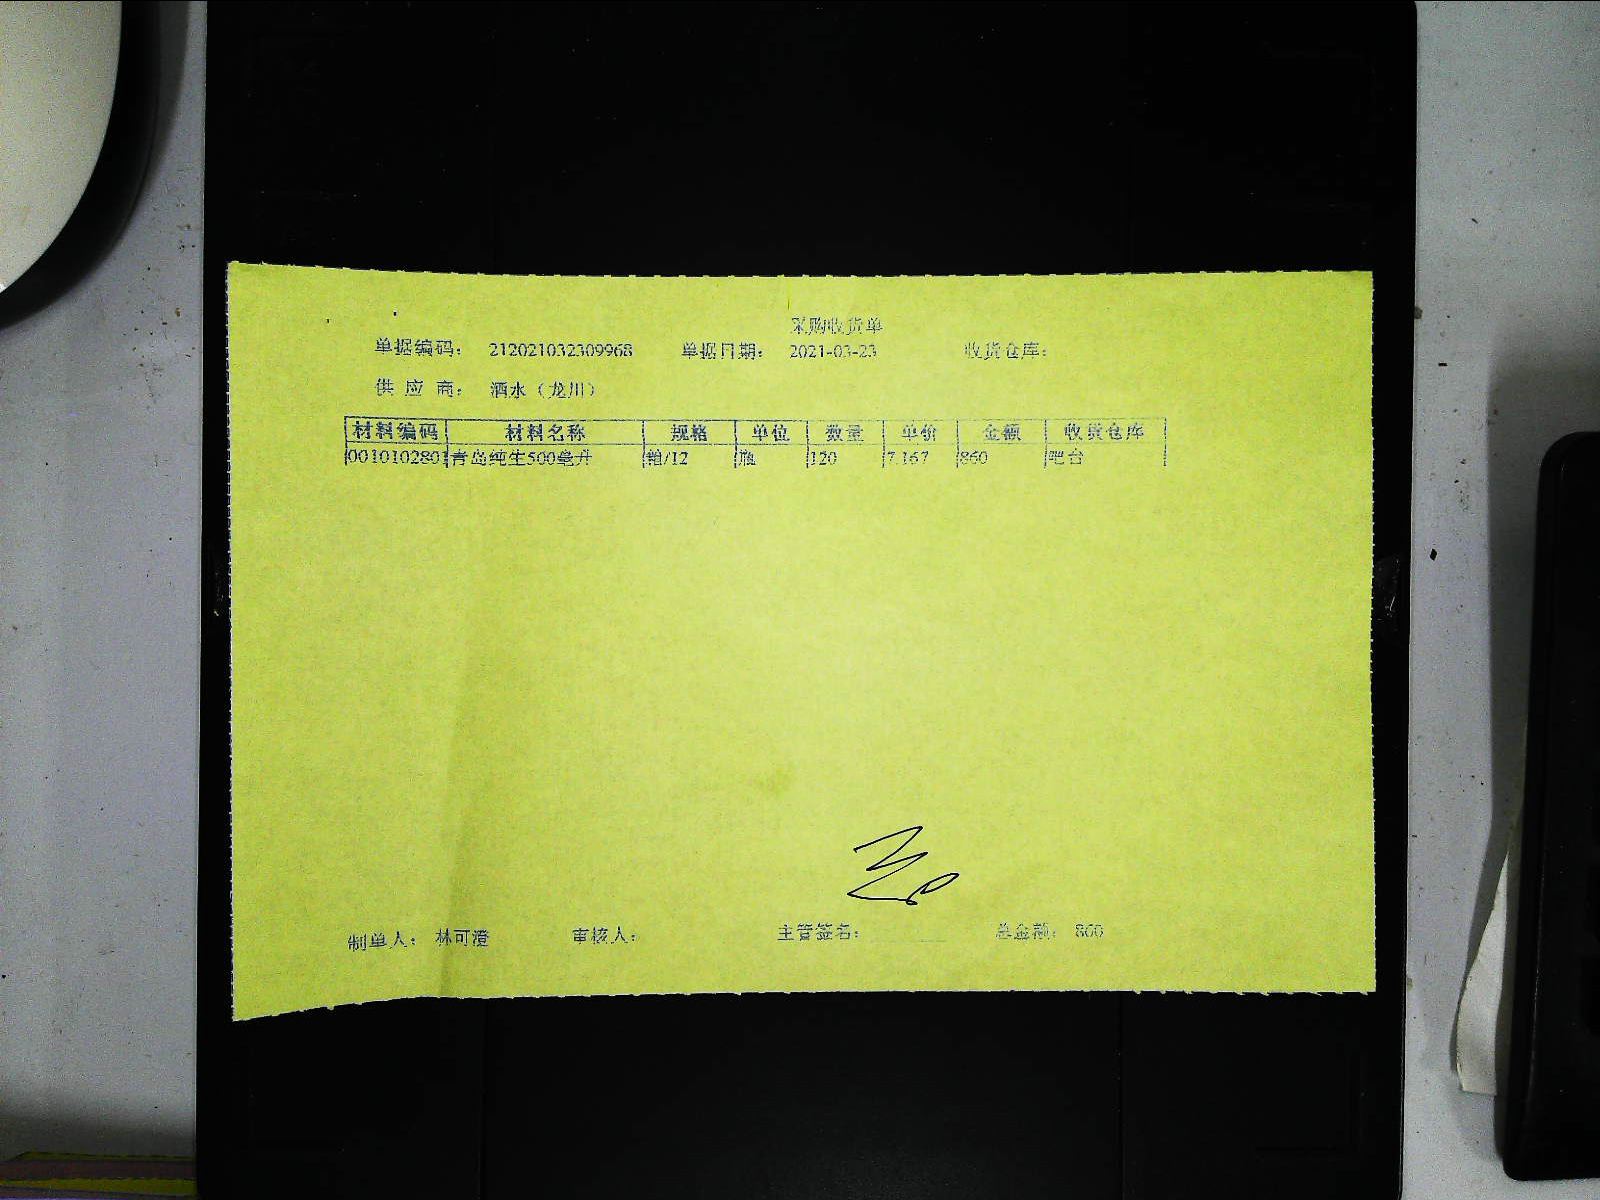 采购收货单
单据编码： 212021032309968 单据日期： 2021-03-23 收货仓库：
供 应 商： 酒水（龙川）
材料编码 材料名称 规格 单位 数量 单价 金额 收货仓库
0010102801 青岛纯生500毫升 箱/12 瓶 120 7.167 860 吧台
制单人： 林可澄 审核人： 主管签名： 总金额： 860